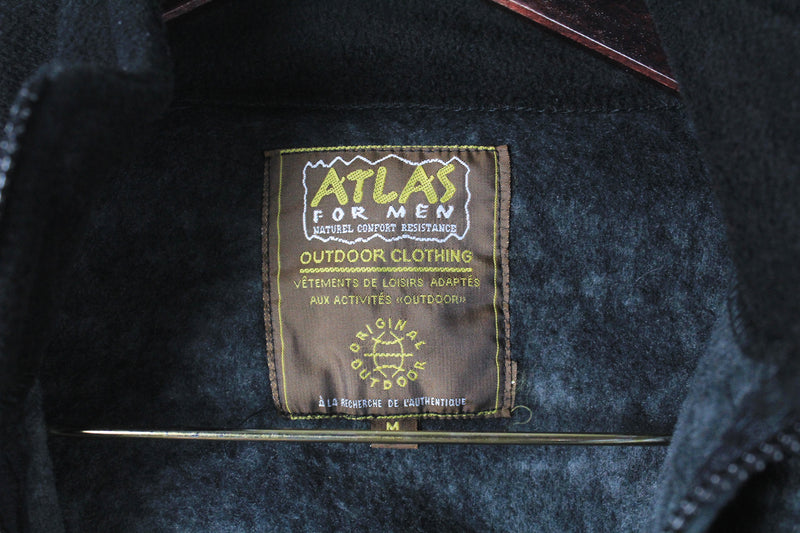 ATLAS
FOR MEN
NATUREL CONFORT RESISTANCE
OUTDOOR CLOTHING
VÊTEMENTS DE LOISIRS ADAPTÉS
AUX ACTIVITÉS «OUTDOOR»
ORIGINAL
OUTDOOR
À LA RECHERCHE DE L'AUTHENTIQUE
M